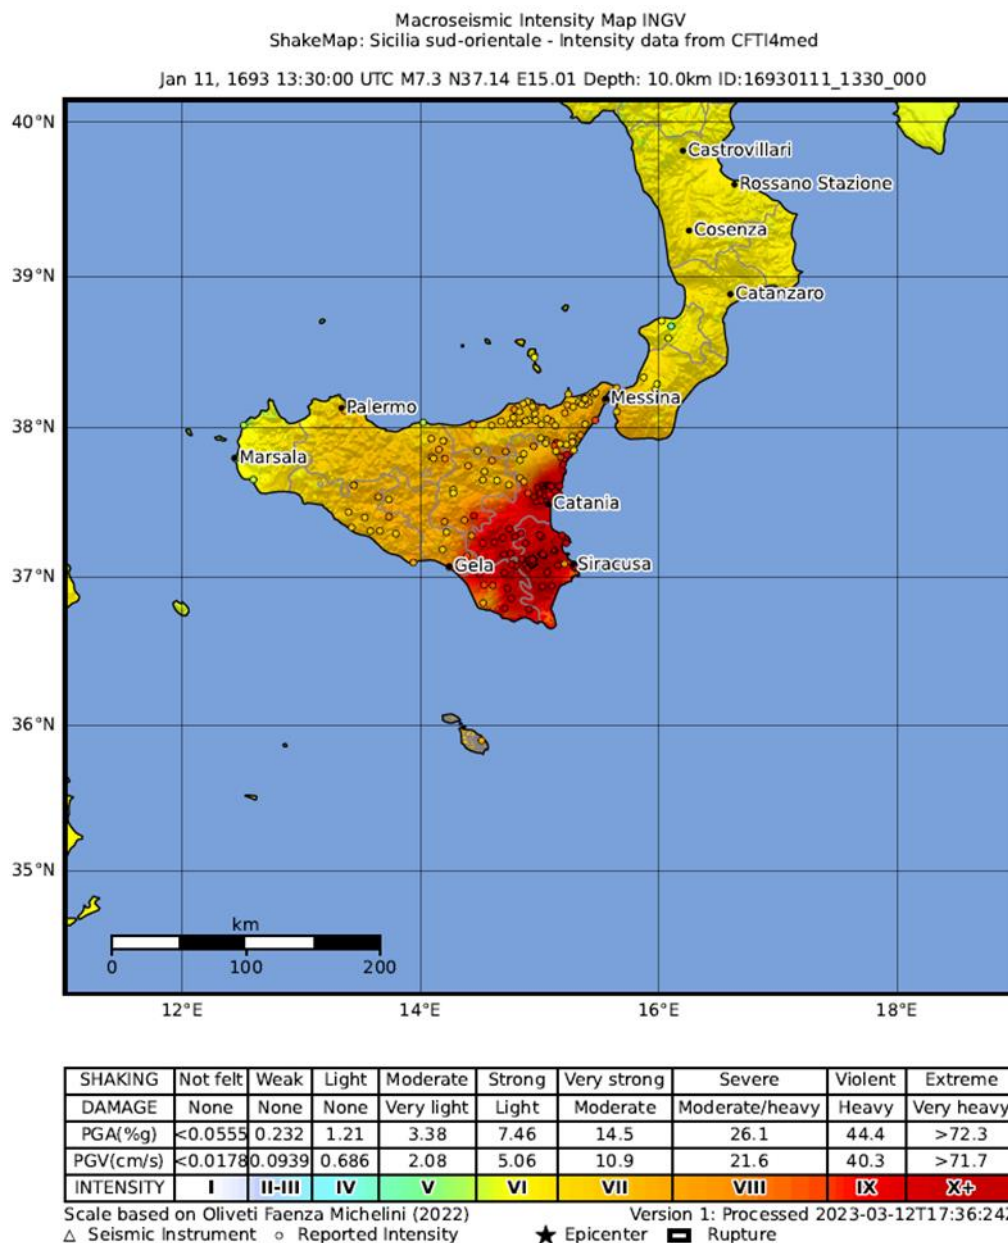 Macroseismic Intensity Map INGV
ShakeMap: Sicilia sud-orientale - Intensity data from CFTI4med
Jan 11, 1693 13:30:00 UTC M7.3 N37.14 E15.01 Depth: 10.0km ID:16930111_1330_000
40°N
Castrovillari
Rossano Stazione
Cosenza
39°N
Catanzaro
38°N
Palermo
Messina
Marsala
Catania
37°N
Gela
Siracusa
36°N
35°N
km
0 100 200
12°E 14°E 16°E 18°E
SHAKING Not felt Weak Light Moderate Strong Very strong Severe Violent Extreme
DAMAGE None None None Very light Light Moderate Moderate/heavy Heavy Very heavy
PGA(%g) <0.0555 0.232 1.21 3.38 7.46 14.5 26.1 44.4 >72.3
PGV(cm/s) <0.0178 0.0939 0.686 2.08 5.06 10.9 21.6 40.3 >71.7
INTENSITY I II-III IV V VI VII VIII IX X+
Scale based on Oliveti Faenza Michelini (2022) Version 1: Processed 2023-03-12T17:36:24Z
△ Seismic Instrument ○ Reported Intensity ★ Epicenter Rupture